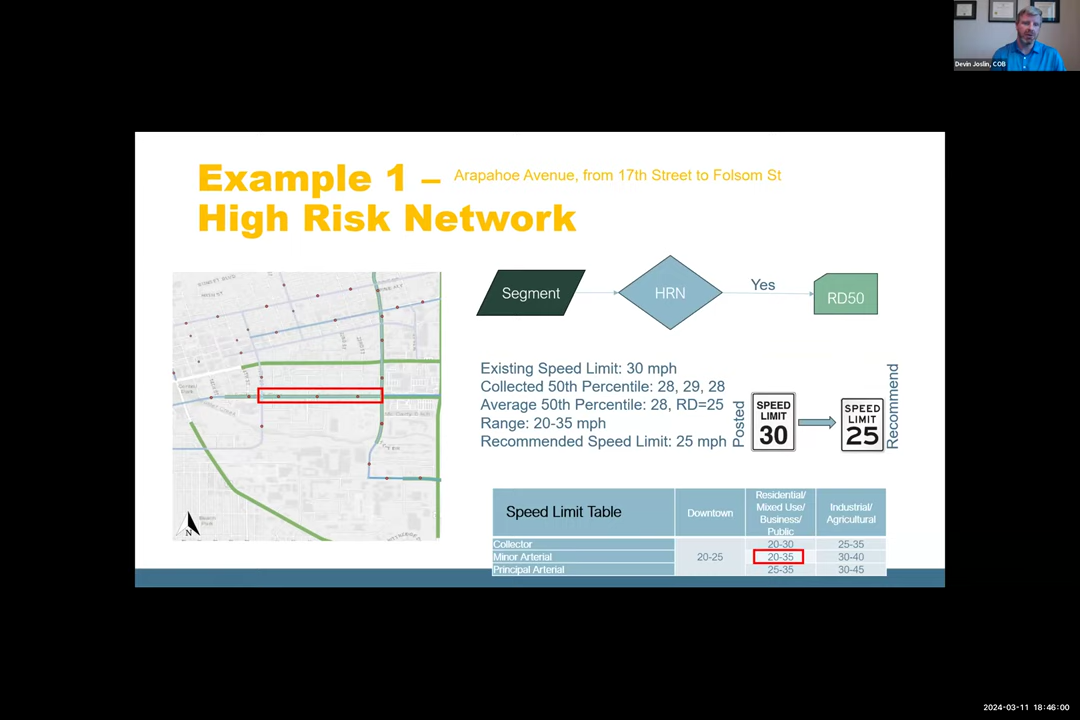 Devin Joslin, COB
Example 1 – Arapahoe Avenue, from 17th Street to Folsom St
High Risk Network
Segment
HRN
Yes
RD50
Existing Speed Limit: 30 mph
Collected 50th Percentile: 28, 29, 28
Average 50th Percentile: 28, RD=25
Range: 20-35 mph
Recommended Speed Limit: 25 mph
Posted
SPEED
LIMIT
30
SPEED
LIMIT
25
Recommend
N
Speed Limit Table
Downtown
Residential/
Mixed Use/
Business/
Public
Industrial/
Agricultural
Collector
20-30
25-35
Minor Arterial
20-25
20-35
30-40
Principal Arterial
25-35
30-45
2024-03-11 18:46:00